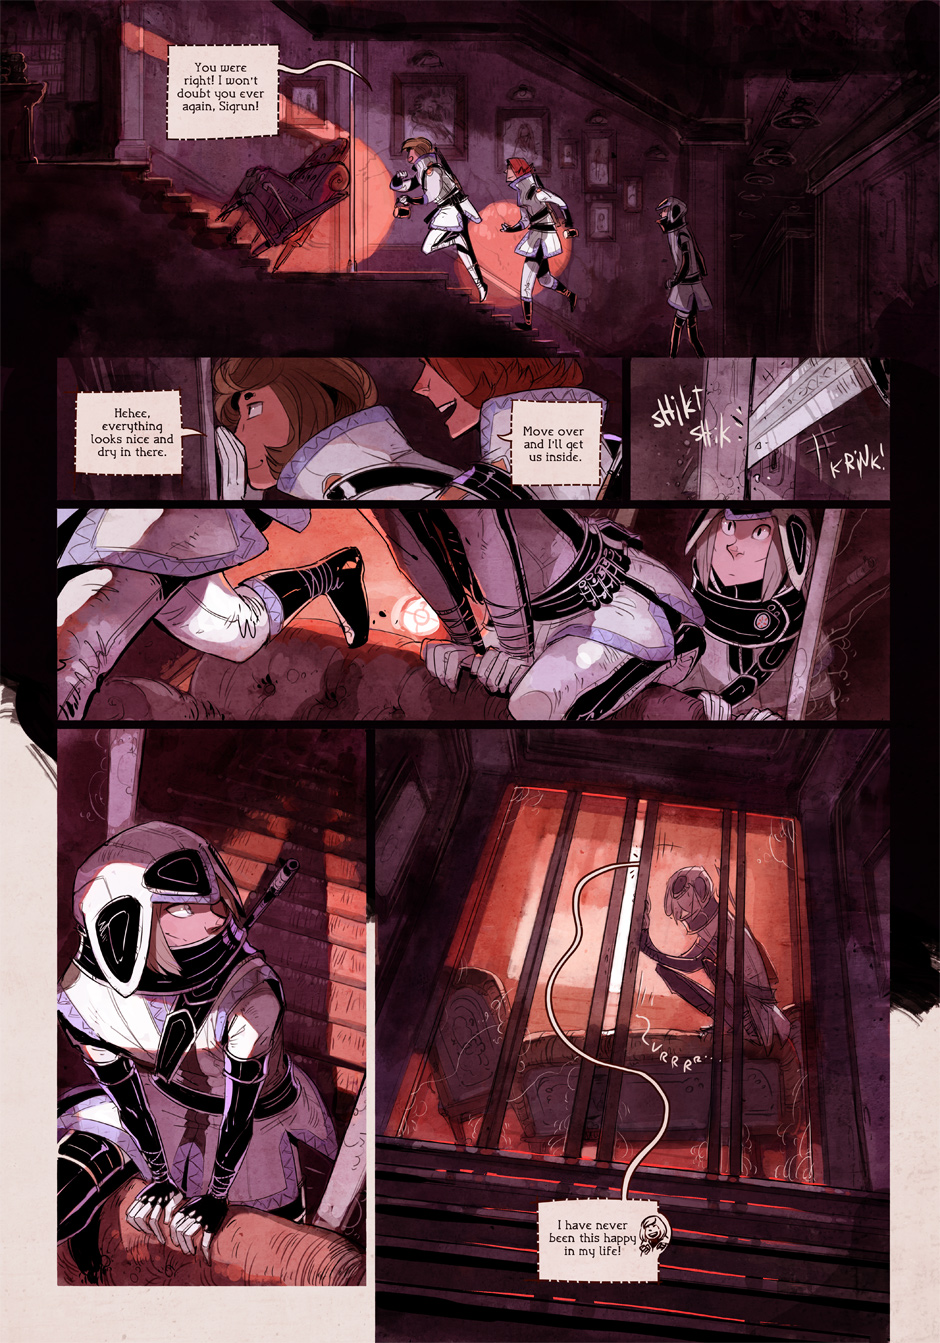 You were
right! I won't
doubt you ever
again, Sigrun!
Hehee,
everything
looks nice and
dry in there.
Move over
and I'll get
us inside.
SHIKT
SHIK
KRINK!
VRRRR...
I have never
been this happy
in my life!